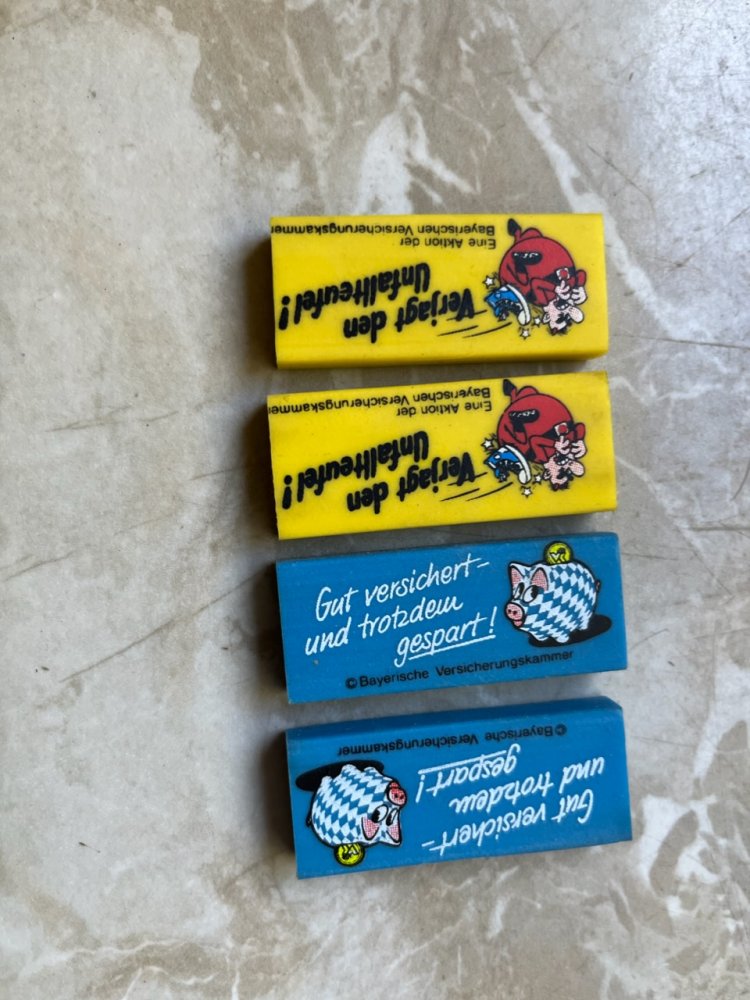 Verjagt den
Unfallteufel!
Eine Aktion der
Bayerischen Versicherungskammer
Verjagt den
Unfallteufel!
Eine Aktion der
Bayerischen Versicherungskammer
Gut versichert-
und trotzdem
gespart!
©Bayerische Versicherungskammer
Gut versichert-
und trotzdem
gespart!
©Bayerische Versicherungskammer